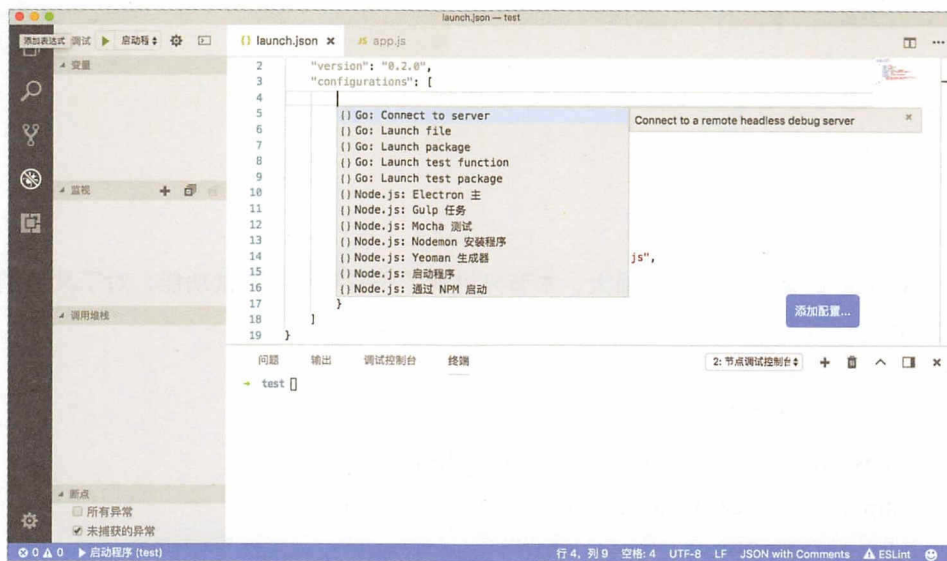 launch.json — test
添加表达式 调试 启动程
{} launch.json ×
JS app.js
变量
监视
调用堆栈
断点
所有异常
未捕获的异常
2 "version": "0.2.0",
3 "configurations": [
4
5
6
7
8
9
10
11
12
13
14 js",
15
16
17 }
18 ]
19 }
{} Go: Connect to server
{} Go: Launch file
{} Go: Launch package
{} Go: Launch test function
{} Go: Launch test package
{} Node.js: Electron 主
{} Node.js: Gulp 任务
{} Node.js: Mocha 测试
{} Node.js: Nodemon 安装程序
{} Node.js: Yeoman 生成器
{} Node.js: 启动程序
{} Node.js: 通过 NPM 启动
Connect to a remote headless debug server ×
添加配置...
问题 输出 调试控制台 终端
2: 节点调试控制台
→ test
0 0 启动程序 (test)
行 4，列 9 空格: 4 UTF-8 LF JSON with Comments ESLint